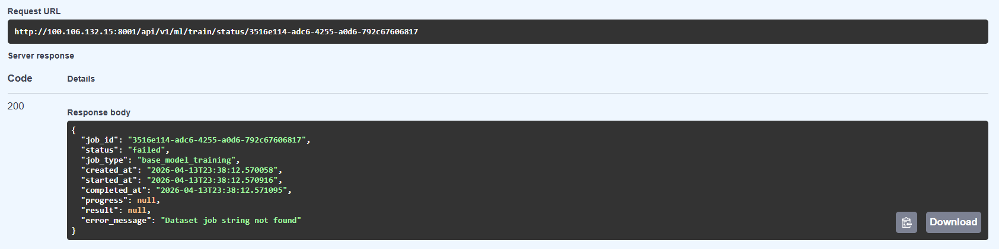 Request URL
http://100.106.132.15:8001/api/v1/ml/train/status/3516e114-adc6-4255-a0d6-792c67606817
Server response
Code Details
200
Response body
{
"job_id": "3516e114-adc6-4255-a0d6-792c67606817",
"status": "failed",
"job_type": "base_model_training",
"created_at": "2026-04-13T23:38:12.570058",
"started_at": "2026-04-13T23:38:12.570916",
"completed_at": "2026-04-13T23:38:12.571095",
"progress": null,
"result": null,
"error_message": "Dataset job string not found"
}
Download